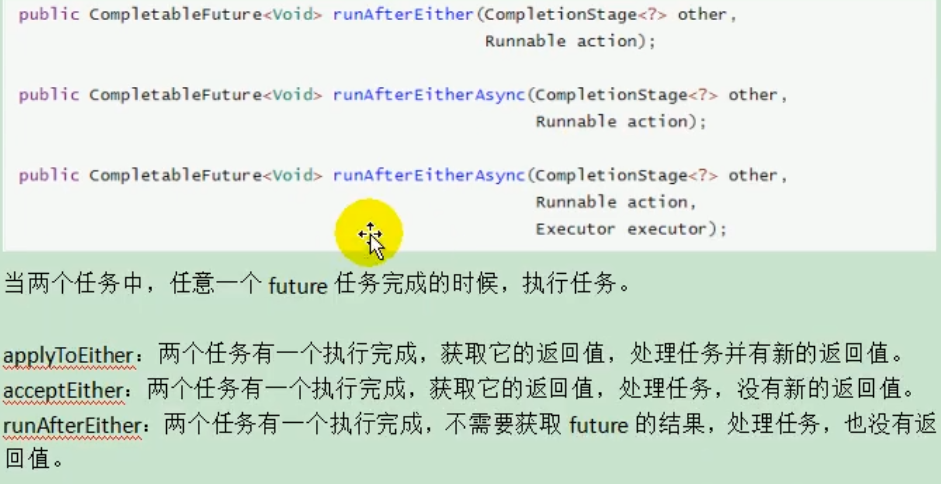 public CompletableFuture<Void> runAfterEither(CompletionStage<?> other,
Runnable action);
public CompletableFuture<Void> runAfterEitherAsync(CompletionStage<?> other,
Runnable action);
public CompletableFuture<Void> runAfterEitherAsync(CompletionStage<?> other,
Runnable action,
Executor executor);
当两个任务中，任意一个 future 任务完成的时候，执行任务。
applyToEither：两个任务有一个执行完成，获取它的返回值，处理任务并有新的返回值。
acceptEither：两个任务有一个执行完成，获取它的返回值，处理任务，没有新的返回值。
runAfterEither：两个任务有一个执行完成，不需要获取 future 的结果，处理任务，也没有返
回值。